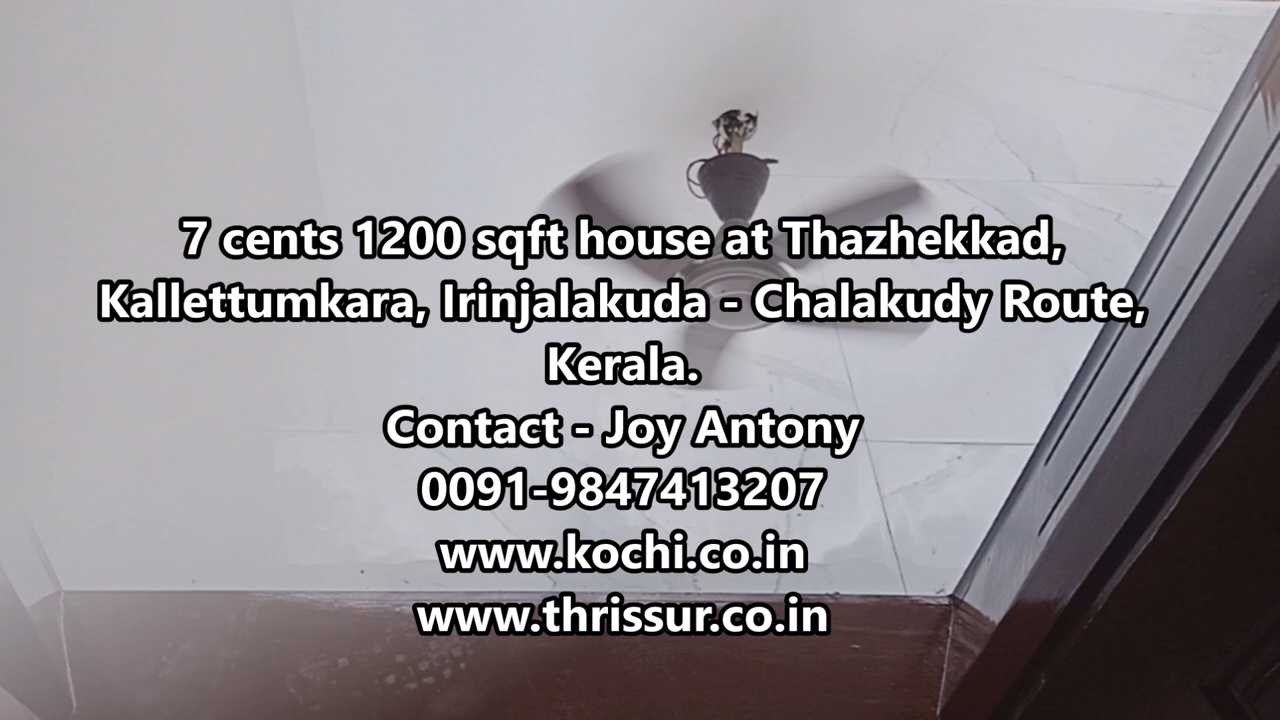 7 cents 1200 sqft house at Thazhekkad,
Kallettumkara, Irinjalakuda - Chalakudy Route,
Kerala.
Contact - Joy Antony
0091-9847413207
www.kochi.co.in
www.thrissur.co.in